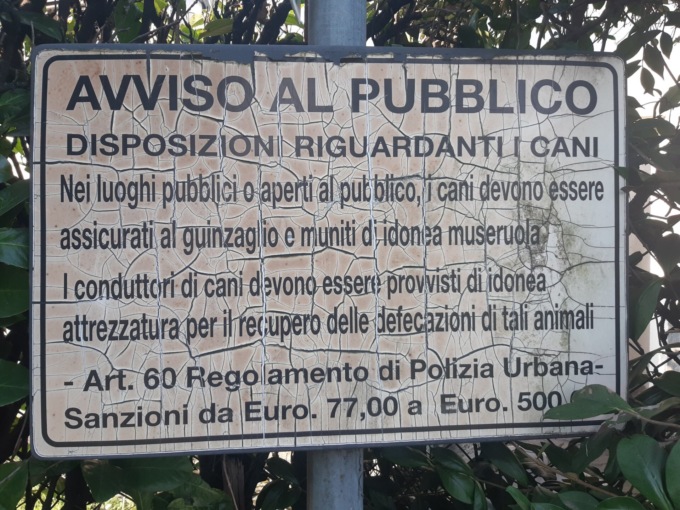 AVVISO AL PUBBLICO
DISPOSIZIONI RIGUARDANTI I CANI
Nei luoghi pubblici o aperti al pubblico, i cani devono essere
assicurati al guinzaglio e muniti di idonea museruola
I conduttori di cani devono essere provvisti di idonea
attrezzatura per il recupero delle defecazioni di tali animali
- Art. 60 Regolamento di Polizia Urbana-
Sanzioni da Euro. 77,00 a Euro. 500